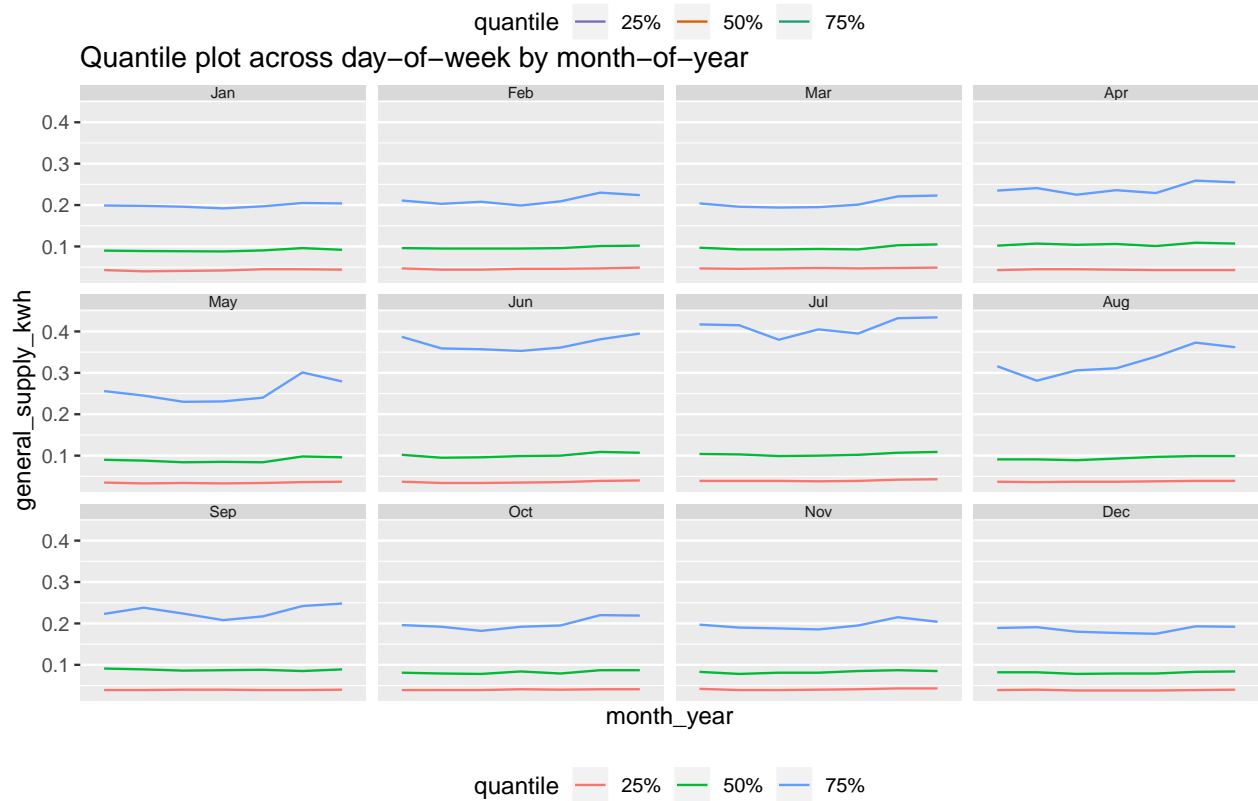 quantile 25% 50% 75%
Quantile plot across day−of−week by month−of−year
Jan Feb Mar Apr
0.4
0.3
0.2
0.1
May Jun Jul Aug
0.4
0.3
0.2
0.1
Sep Oct Nov Dec
0.4
0.3
0.2
0.1
general_supply_kwh
month_year
quantile 25% 50% 75%